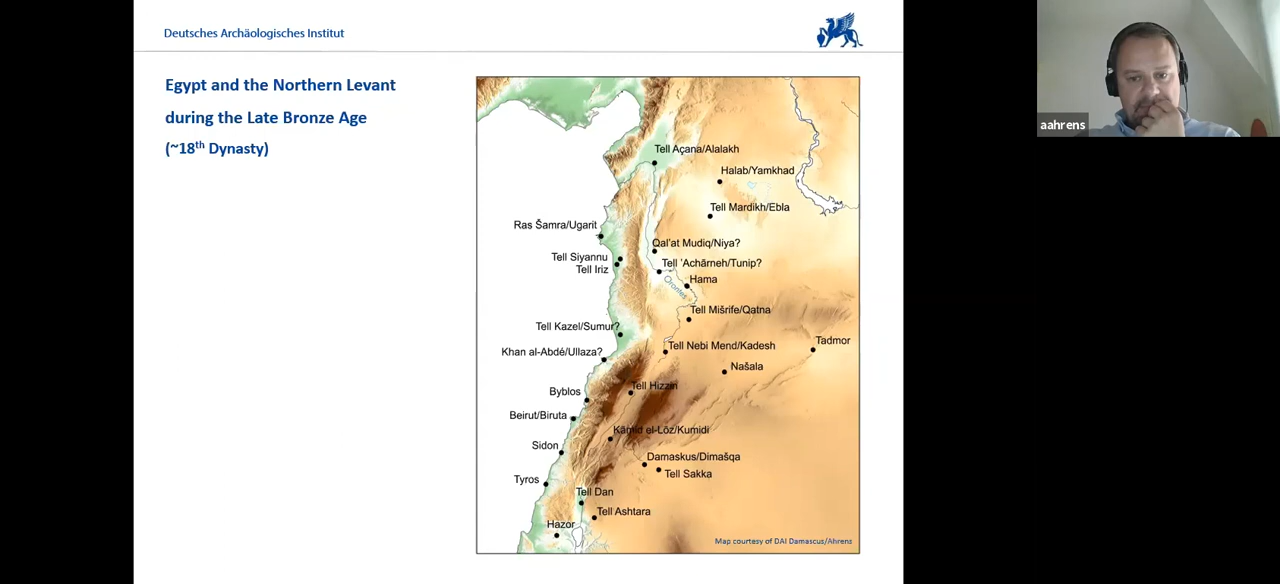 Deutsches Archäologisches Institut
Egypt and the Northern Levant
during the Late Bronze Age
(~18th Dynasty)
Tell Açana/Alalakh
Halab/Yamkhad
Tell Mardikh/Ebla
Ras Šamra/Ugarit
Qal'at Mudiq/Niya?
Tell Siyannu
Tell 'Achārneh/Tunip?
Tell Iriz
Hama
Orontes
Tell Mišrife/Qatna
Tell Kazel/Sumur?
Tadmor
Tell Nebi Mend/Kadesh
Khan al-Abdé/Ullaza?
Našala
Tell Hizzin
Byblos
Beirut/Biruta
Kāmid el-Lōz/Kumidi
Sidon
Damaskus/Dimašqa
Tell Sakka
Tyros
Tell Dan
Tell Ashtara
Hazor
Map courtesy of DAI Damascus/Ahrens
aahrens